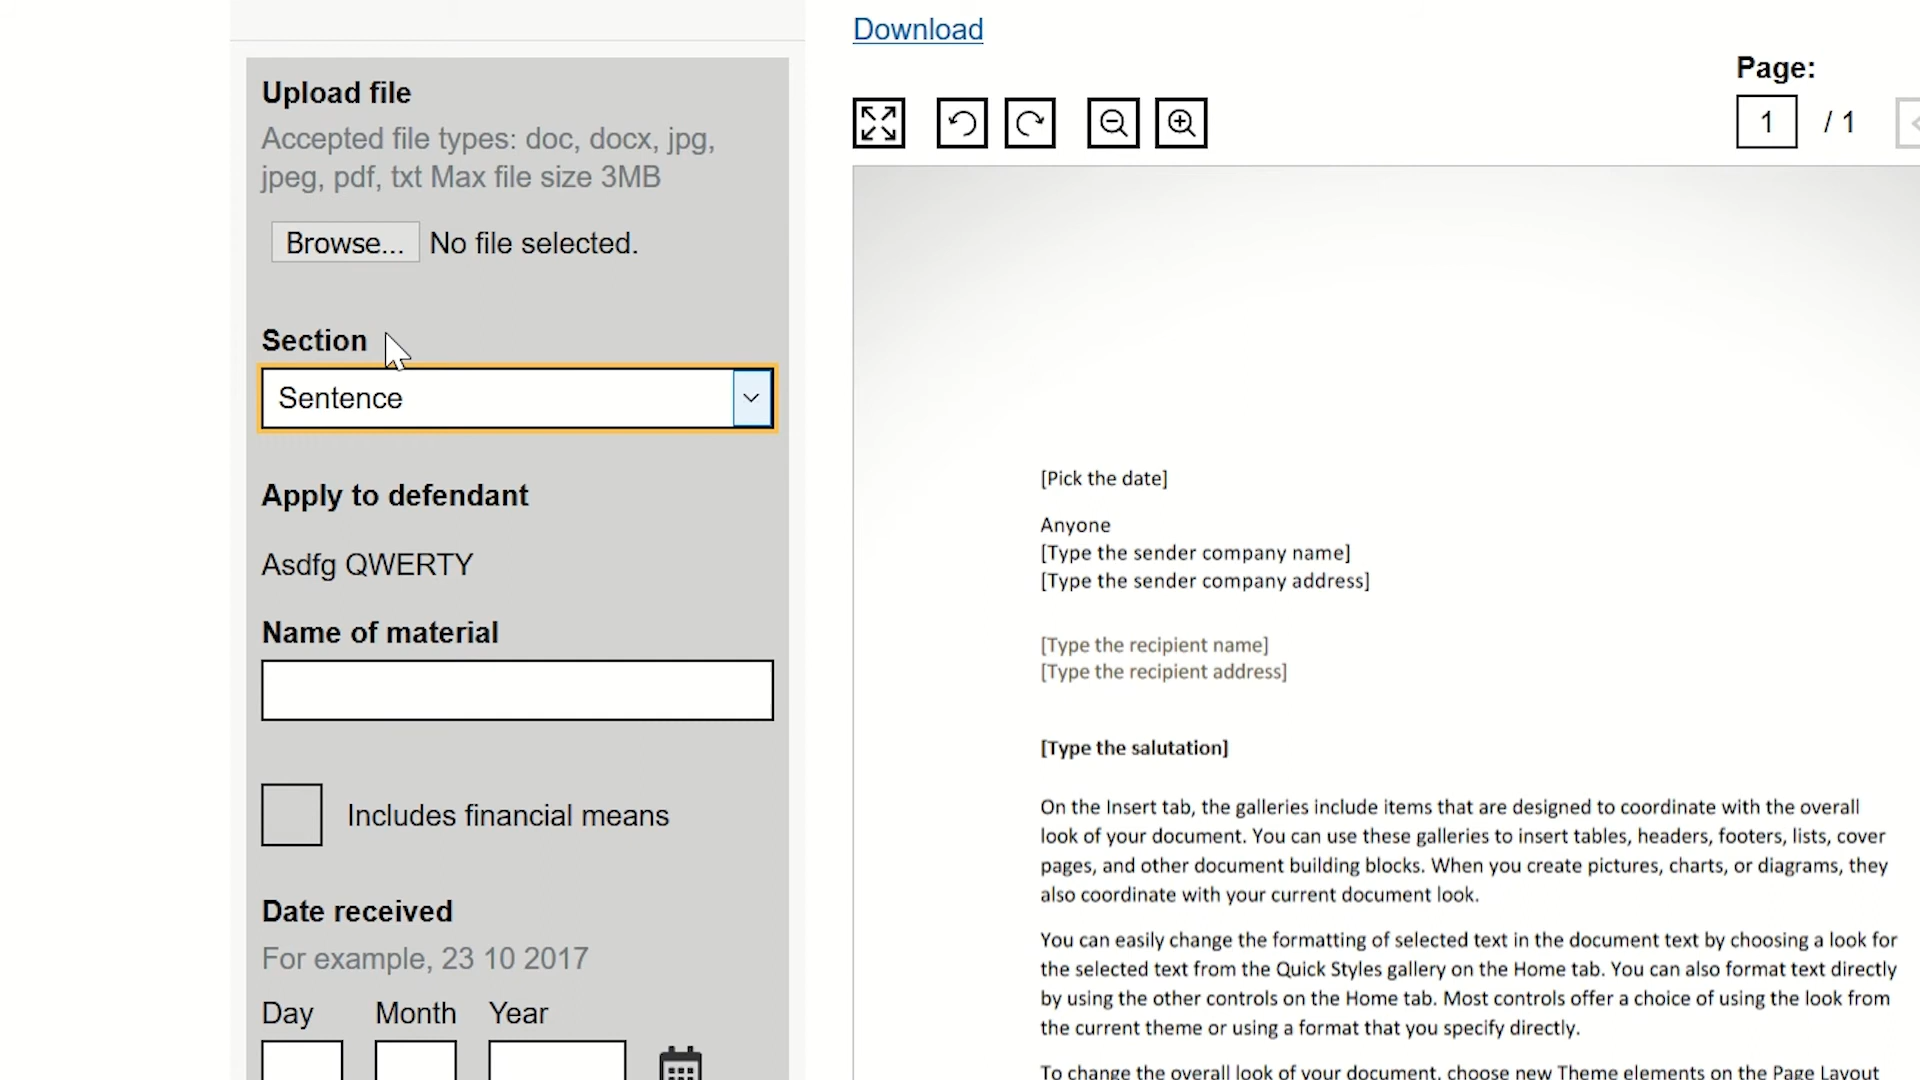 Upload file
Accepted file types: doc, docx, jpg,
jpeg, pdf, txt Max file size 3MB
Browse... No file selected.
Section
Sentence
Apply to defendant
Asdfg QWERTY
Name of material
Includes financial means
Date received
For example, 23 10 2017
Day Month Year
Download
Page:
1 / 1
[Pick the date]
Anyone
[Type the sender company name]
[Type the sender company address]
[Type the recipient name]
[Type the recipient address]
[Type the salutation]
On the Insert tab, the galleries include items that are designed to coordinate with the overall
look of your document. You can use these galleries to insert tables, headers, footers, lists, cover
pages, and other document building blocks. When you create pictures, charts, or diagrams, they
also coordinate with your current document look.
You can easily change the formatting of selected text in the document text by choosing a look for
the selected text from the Quick Styles gallery on the Home tab. You can also format text directly
by using the other controls on the Home tab. Most controls offer a choice of using the look from
the current theme or using a format that you specify directly.
To change the overall look of your document, choose new Theme elements on the Page Layout